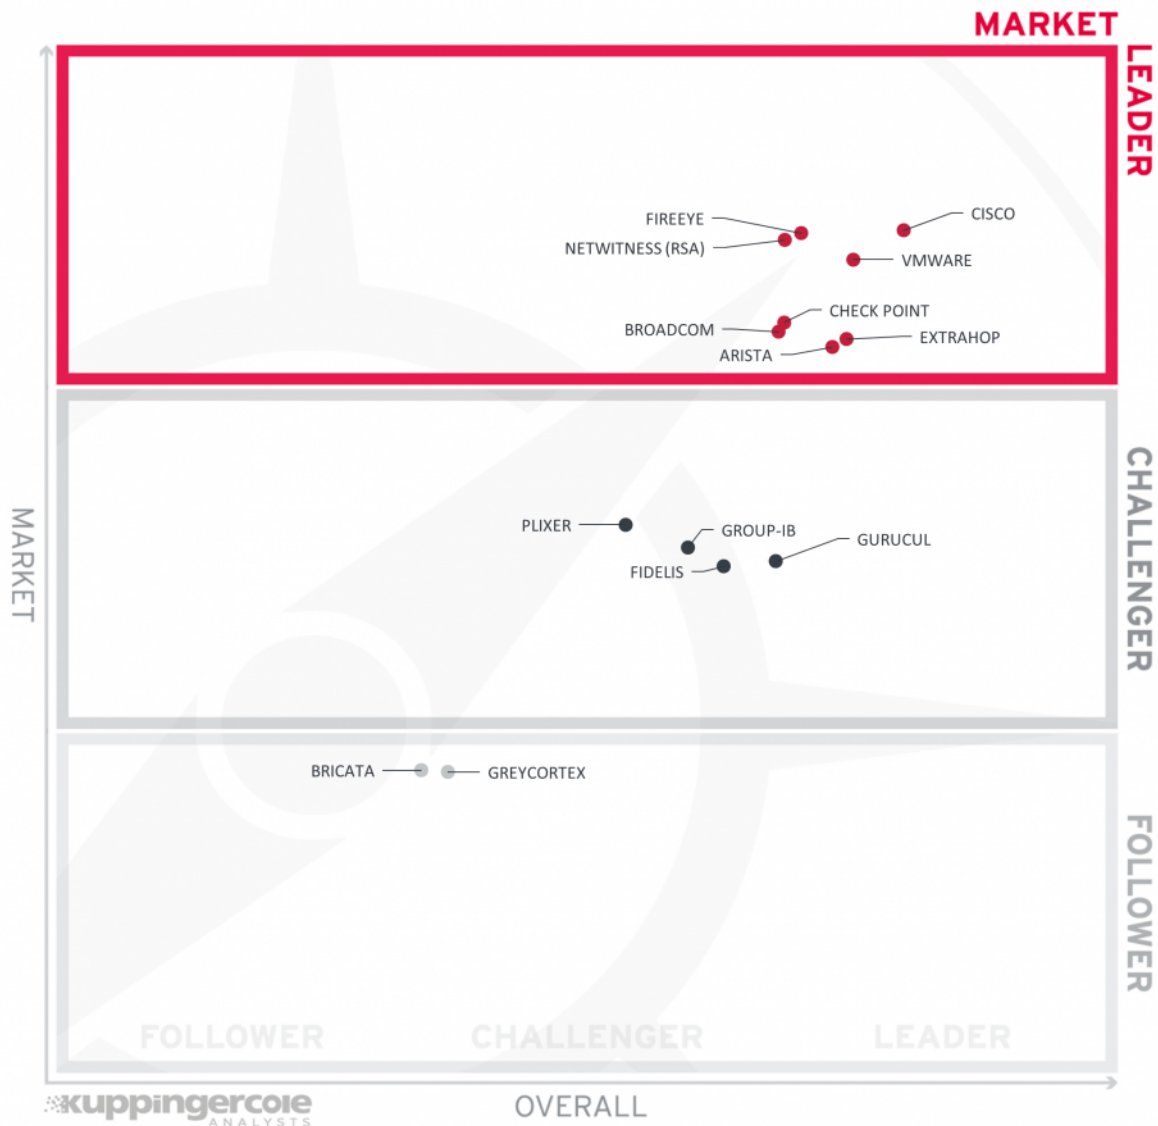 MARKET
LEADER
FIREEYE
CISCO
NETWITNESS (RSA)
VMWARE
CHECK POINT
BROADCOM
EXTRAHOP
ARISTA
CHALLENGER
MARKET
PLIXER
GROUP-IB
GURUCUL
FIDELIS
BRICATA
GREYCORTEX
FOLLOWER
FOLLOWER
CHALLENGER
LEADER
kuppingercole
ANALYSTS
OVERALL